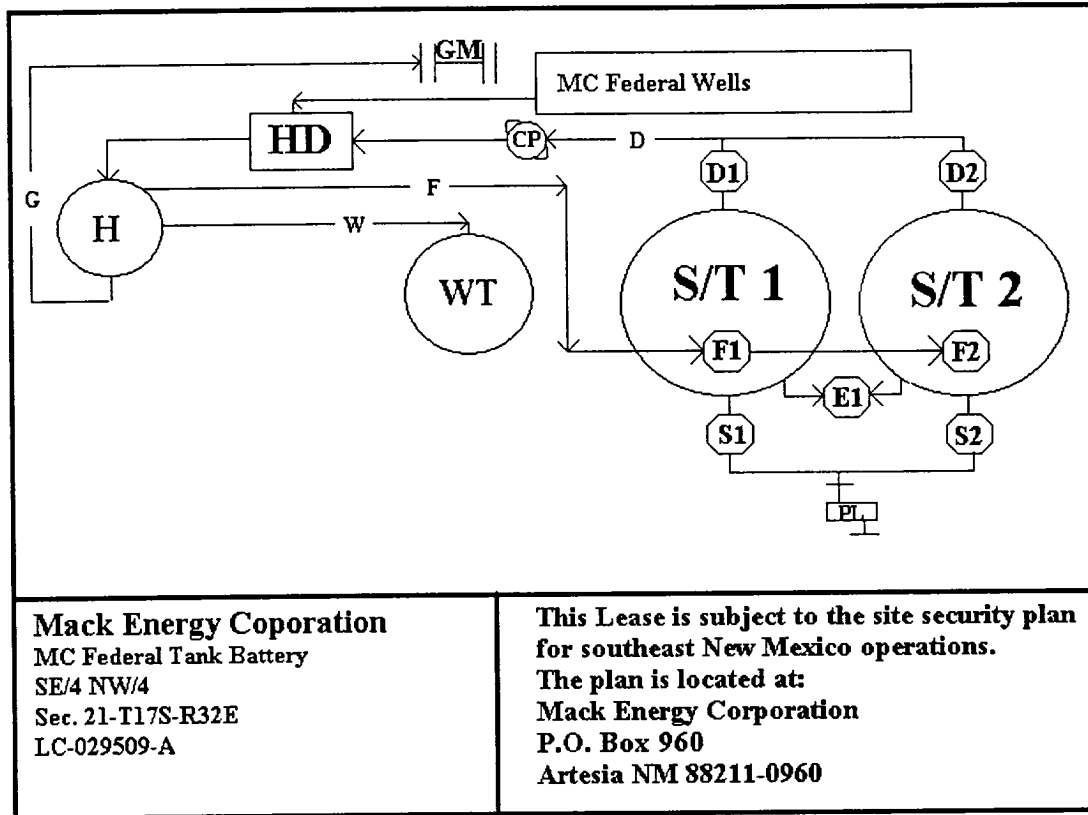 GM
MC Federal Wells
HD
CP
D
D1
D2
G
H
F
W
WT
S/T 1
S/T 2
F1
F2
E1
S1
S2
PL
Mack Energy Coporation
MC Federal Tank Battery
SE/4 NW/4
Sec. 21-T17S-R32E
LC-029509-A
This Lease is subject to the site security plan
for southeast New Mexico operations.
The plan is located at:
Mack Energy Corporation
P.O. Box 960
Artesia NM 88211-0960